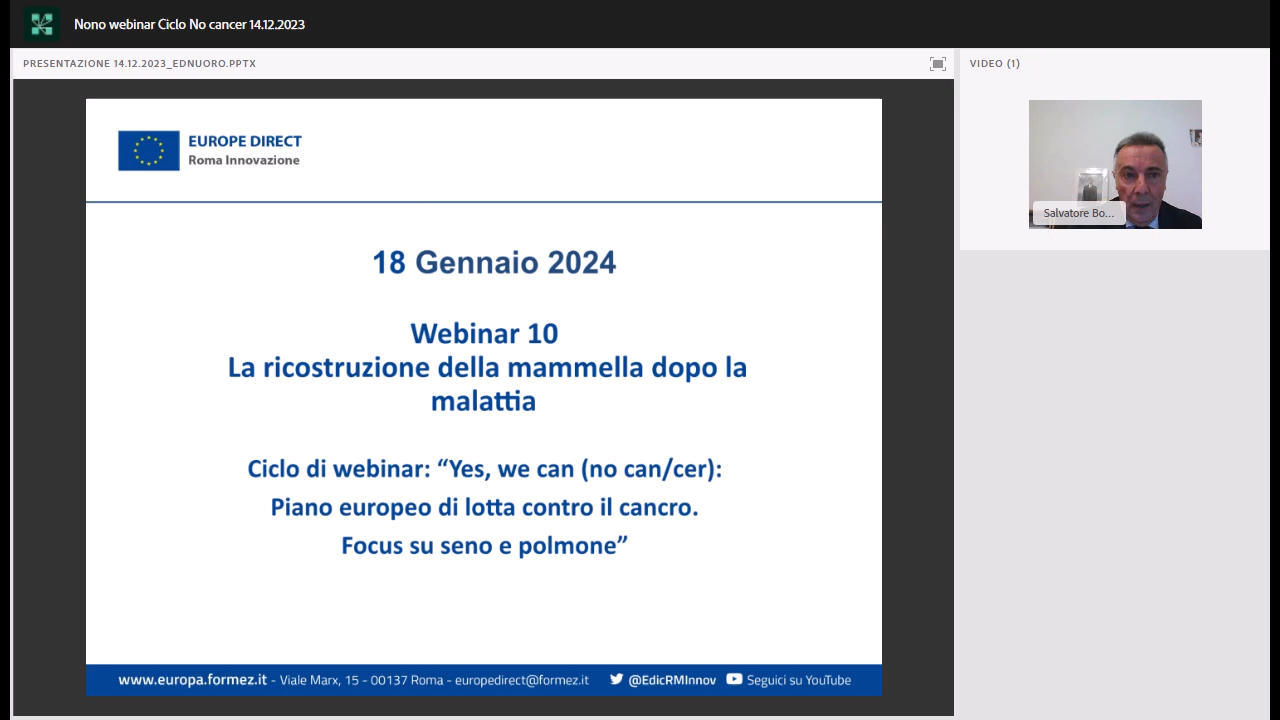 Nono webinar Ciclo No cancer 14.12.2023
PRESENTAZIONE 14.12.2023_EDNUORO.PPTX
VIDEO (1)
EUROPE DIRECT
Roma Innovazione
Salvatore Bo...
18 Gennaio 2024
Webinar 10
La ricostruzione della mammella dopo la
malattia
Ciclo di webinar: “Yes, we can (no can/cer):
Piano europeo di lotta contro il cancro.
Focus su seno e polmone”
www.europa.formez.it - Viale Marx, 15 - 00137 Roma - europedirect@formez.it @EdicRMInnov Seguici su YouTube